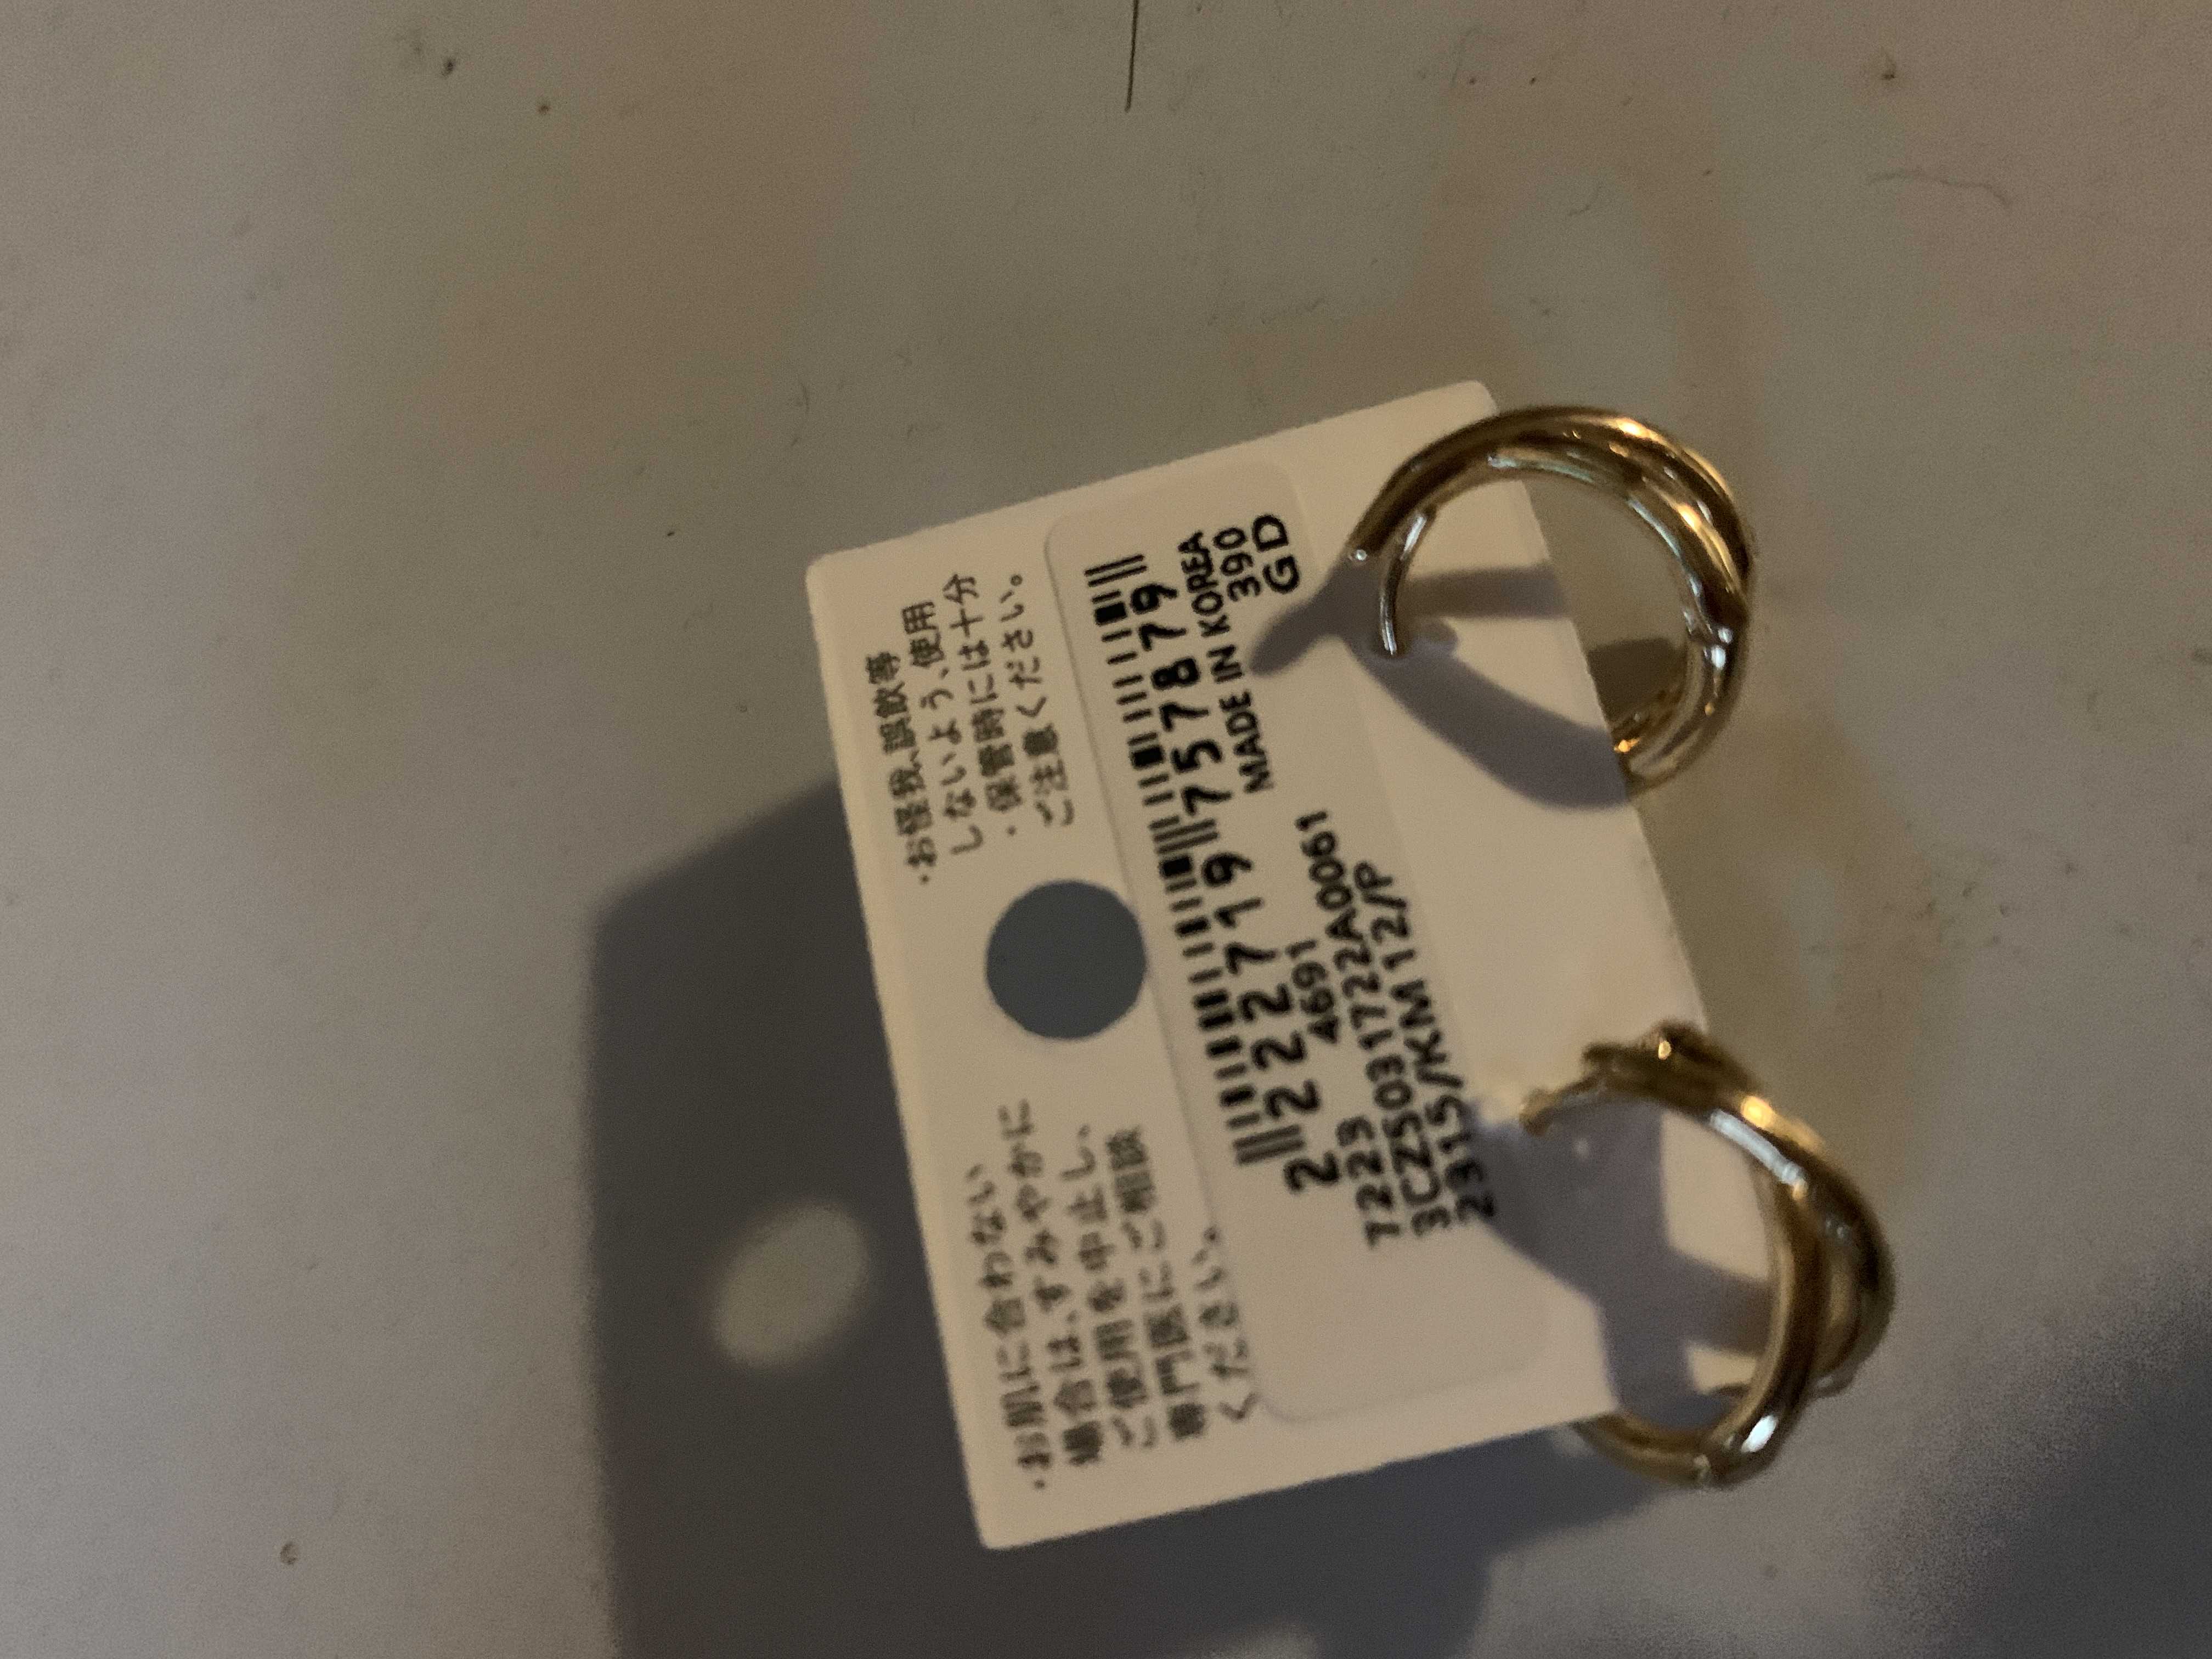 ・お肌に合わない
場合は、すみやかに
ご使用を中止し、
専門医にご相談
ください。
・お怪我、誤飲等
しないよう、使用
・保管時には十分
ご注意ください。
2 222719 757879
4691 MADE IN KOREA
7223 390
3CZ5031722A0061 GD
2315/KM12/P